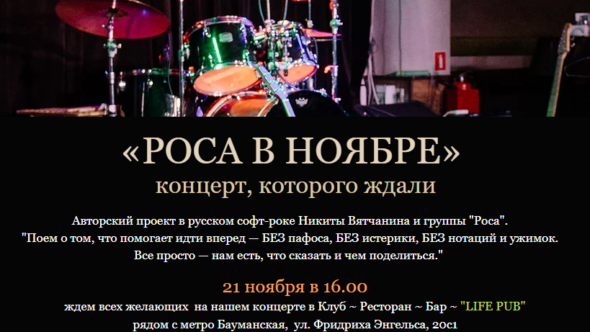 «РОСА В НОЯБРЕ»
концерт, которого ждали
Авторский проект в русском софт-роке Никиты Вятчанина и группы "Роса".
"Поем о том, что помогает идти вперед — БЕЗ пафоса, БЕЗ истерики, БЕЗ нотаций и ужимок.
Все просто — нам есть, что сказать и чем поделиться."
21 ноября в 16.00
ждем всех желающих на нашем концерте в Клуб ~ Ресторан ~ Бар ~ "LIFE PUB"
рядом с метро Бауманская, ул. Фридриха Энгельса, 20с1